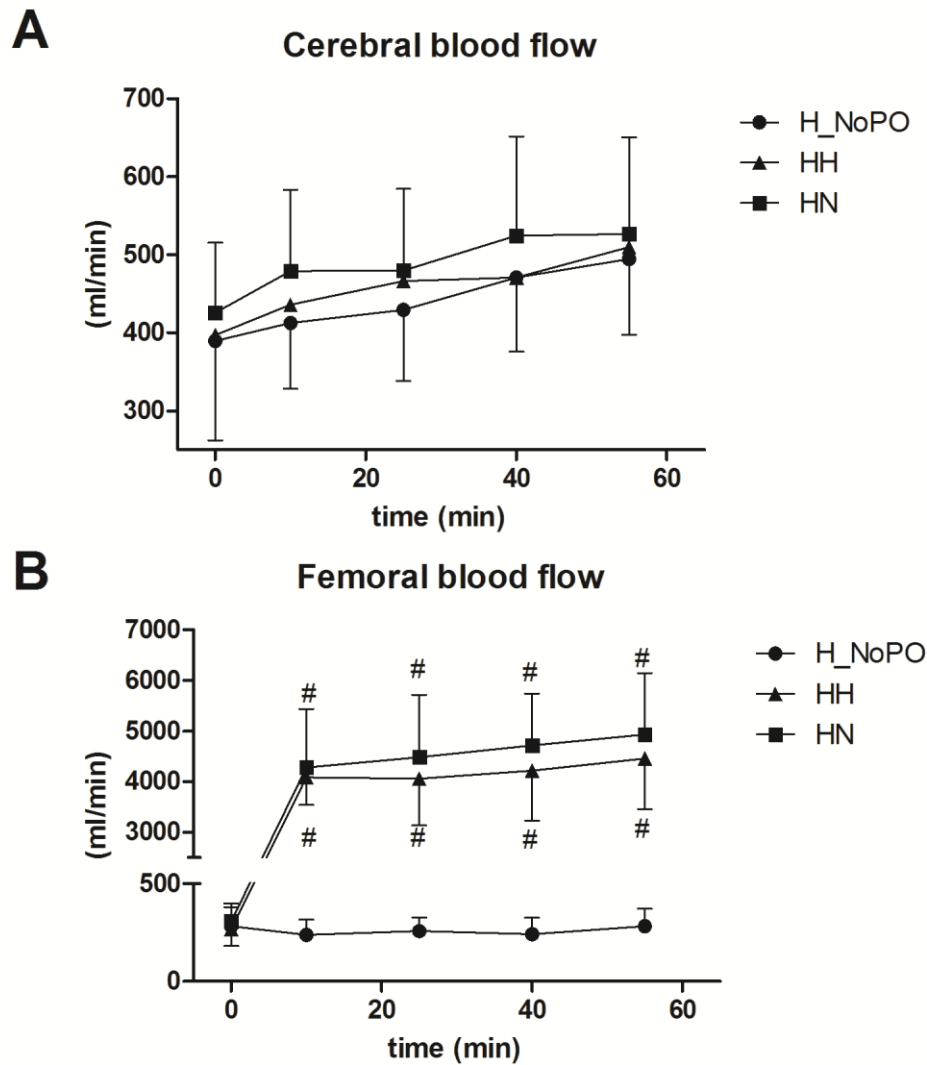 A
Cerebral blood flow
700
600
500
400
300
(ml/min)
0 20 40 60
time (min)
H_NoPO
HH
HN
B
Femoral blood flow
7000
6000
5000
4000
3000
500
0
(ml/min)
# # # #
# # # #
0 20 40 60
time (min)
H_NoPO
HH
HN